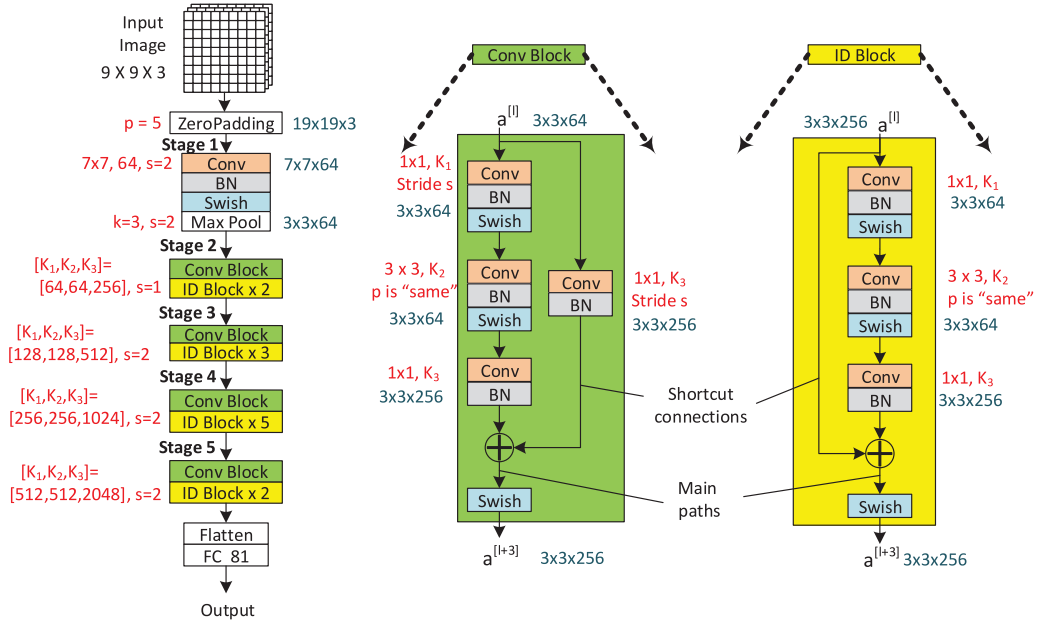 Input
Image
9 X 9 X 3
p = 5
ZeroPadding
19x19x3
Stage 1
7x7, 64, s=2
Conv
7x7x64
BN
Swish
k=3, s=2
Max Pool
3x3x64
Stage 2
[K₁,K₂,K₃]=
[64,64,256], s=1
Conv Block
ID Block x 2
Stage 3
[K₁,K₂,K₃]=
[128,128,512], s=2
Conv Block
ID Block x 3
Stage 4
[K₁,K₂,K₃]=
[256,256,1024], s=2
Conv Block
ID Block x 5
Stage 5
[K₁,K₂,K₃]=
[512,512,2048], s=2
Conv Block
ID Block x 2
Flatten
FC 81
Output
Conv Block
a[l]
3x3x64
1x1, K₁
Stride s
3x3x64
Conv
BN
Swish
3 x 3, K₂
p is “same”
3x3x64
Conv
BN
Swish
1x1, K₃
3x3x256
Conv
BN
Conv
BN
1x1, K₃
Stride s
3x3x256
Swish
a[l+3]
3x3x256
Shortcut
connections
Main
paths
ID Block
3x3x256
a[l]
Conv
BN
Swish
1x1, K₁
3x3x64
Conv
BN
Swish
3 x 3, K₂
p is “same”
3x3x64
Conv
BN
1x1, K₃
3x3x256
Swish
a[l+3]
3x3x256